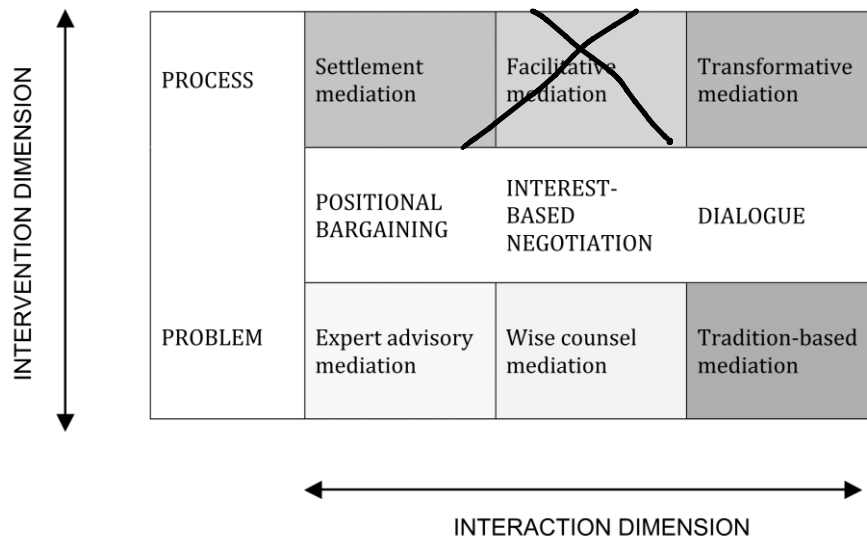 INTERVENTION DIMENSION
PROCESS
Settlement
mediation
Facilitative
mediation
Transformative
mediation
POSITIONAL
BARGAINING
INTEREST-
BASED
NEGOTIATION
DIALOGUE
PROBLEM
Expert advisory
mediation
Wise counsel
mediation
Tradition-based
mediation
INTERACTION DIMENSION